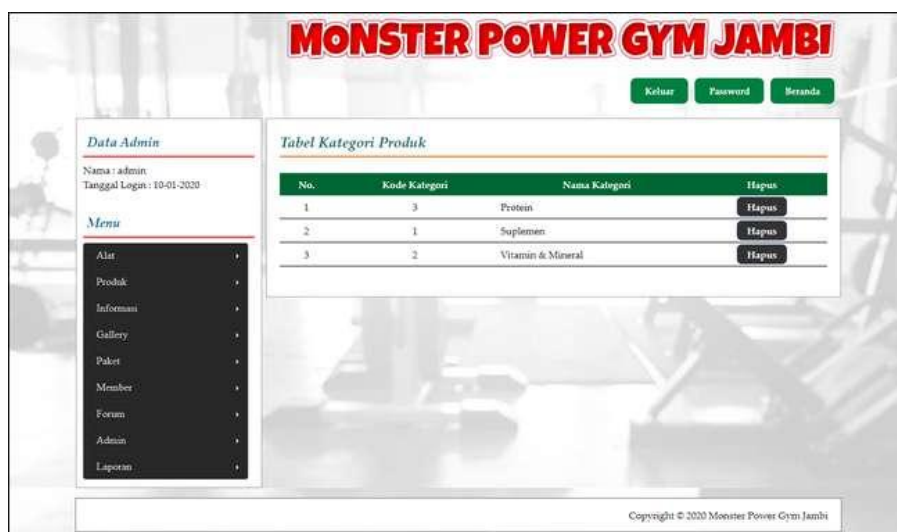 MONSTER POWER GYM JAMBI
Keluar Password Beranda
Data Admin
Nama : admin
Tanggal Login : 10-01-2020
Menu
Alat
Produk
Informasi
Gallery
Paket
Member
Forum
Admin
Laporan
Tabel Kategori Produk
No. Kode Kategori Nama Kategori Hapus
1 3 Protein Hapus
2 1 Suplemen Hapus
3 2 Vitamin & Mineral Hapus
Copyright © 2020 Monster Power Gym Jambi